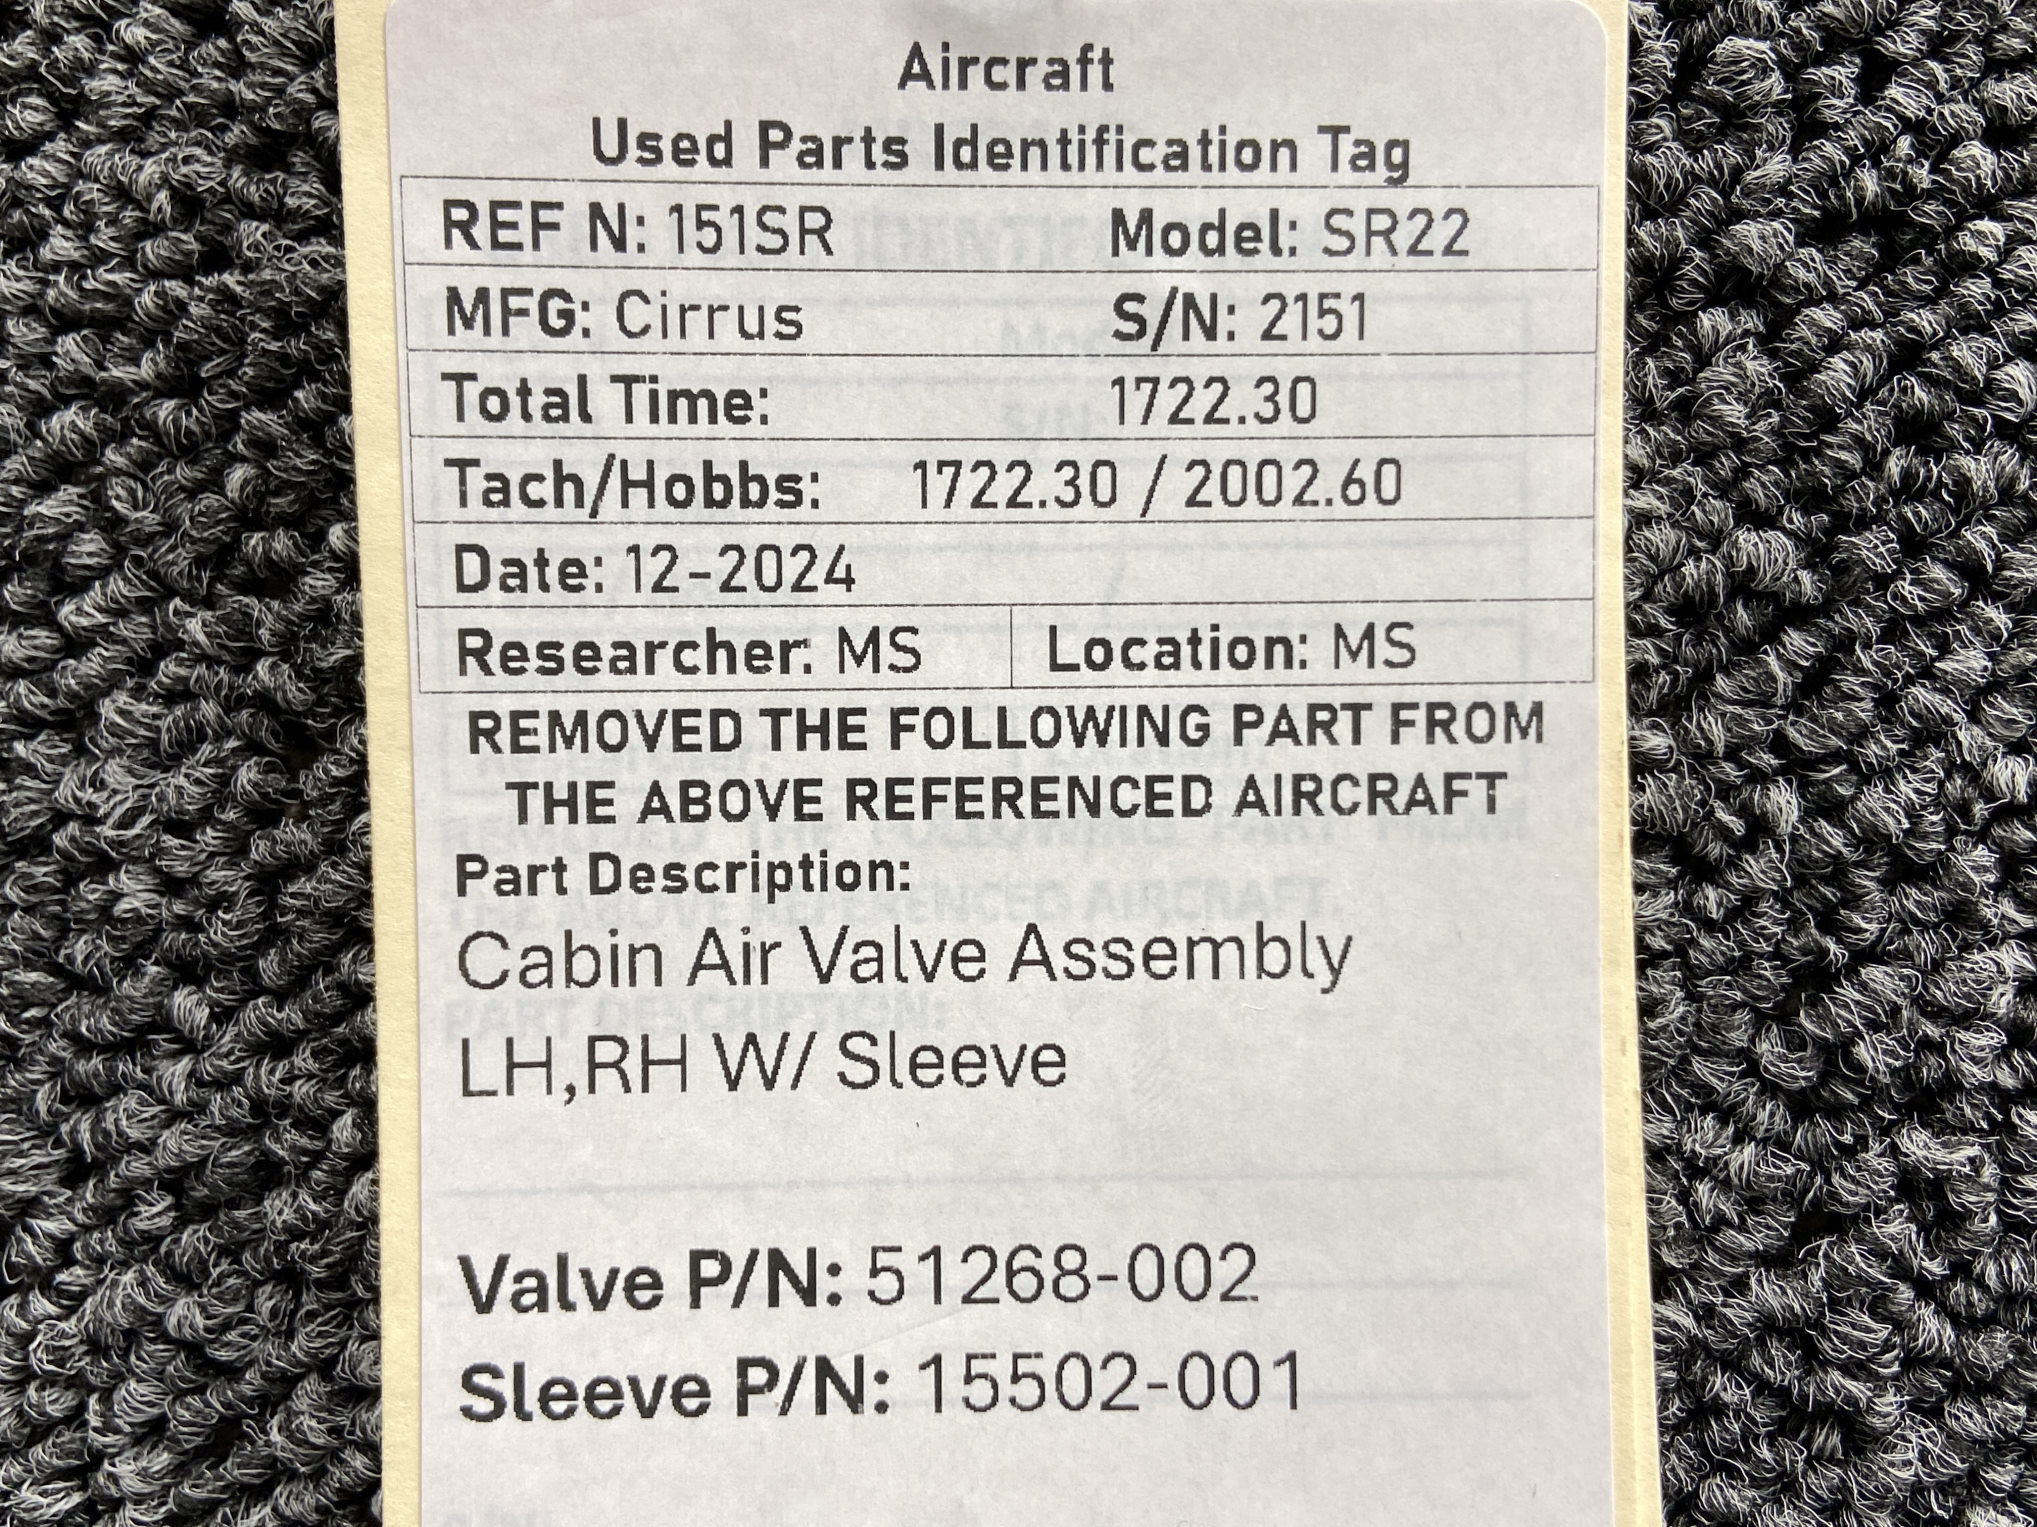 Aircraft
Used Parts Identification Tag
REF N: 151SR Model: SR22
MFG: Cirrus S/N: 2151
Total Time: 1722.30
Tach/Hobbs: 1722.30 / 2002.60
Date: 12-2024
Researcher: MS Location: MS
REMOVED THE FOLLOWING PART FROM
THE ABOVE REFERENCED AIRCRAFT
Part Description:
Cabin Air Valve Assembly
LH,RH W/ Sleeve
Valve P/N: 51268-002
Sleeve P/N: 15502-001